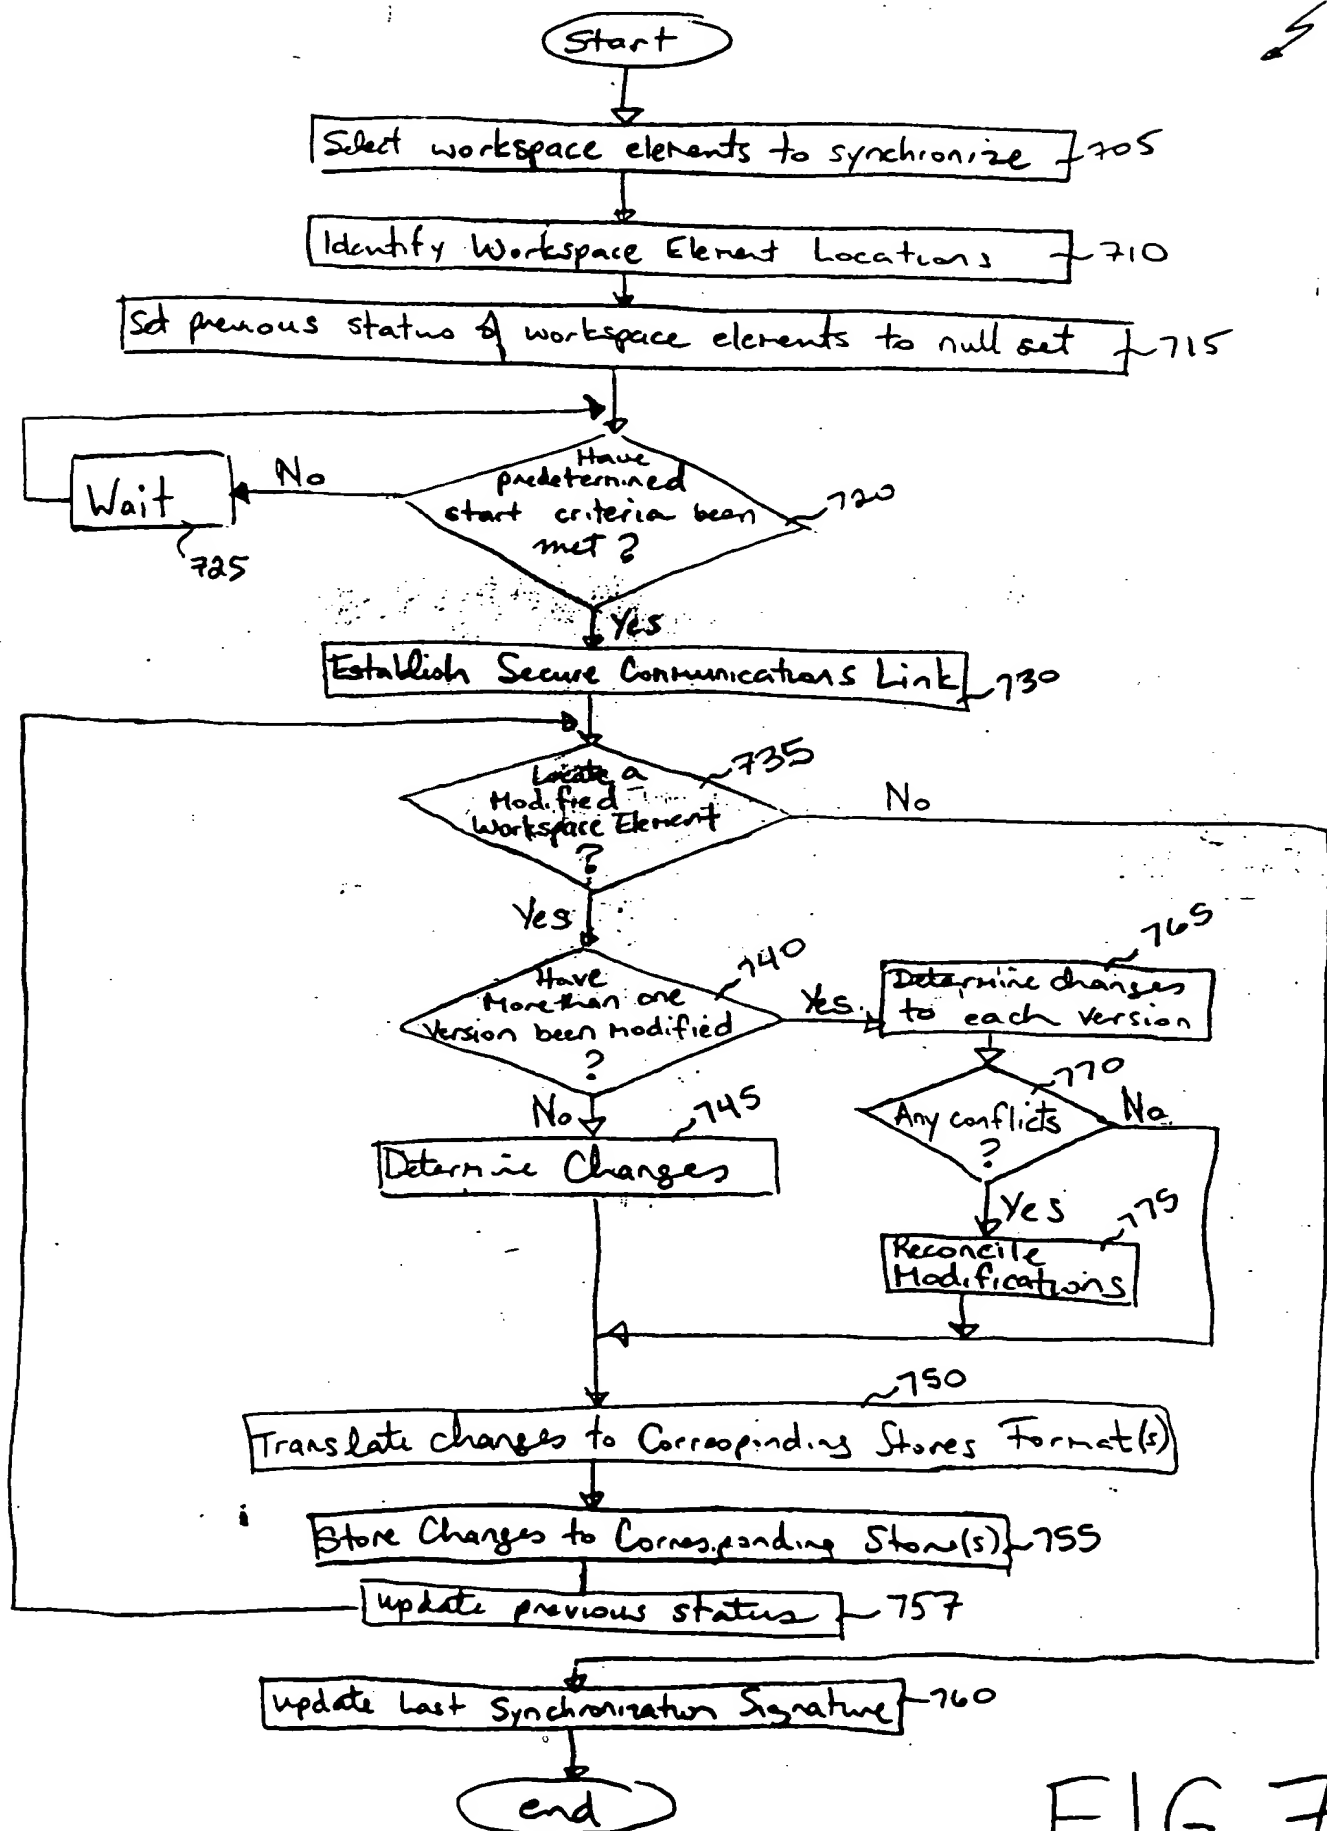 Start
Select workspace elements to synchronize 705
Identify Workspace Element Locations 710
Set previous status of workspace elements to null set 715
Have
predetermined
start criteria been
met ?
720
No
Wait
725
Yes
Establish Secure Communications Link 730
Locate a
Modified
Workspace Element
?
735
No
Yes
Have
More than one
version been modified
?
740
Yes
Determine changes
to each version
765
Any conflicts
?
770
No
No
Determine Changes
745
Yes
Reconcile
Modifications
775
750
Translate changes to Corresponding Stores Format(s)
Store Changes to Corresponding Store(s) 755
update previous status 757
update Last Synchronization Signature 760
end
FIG 7